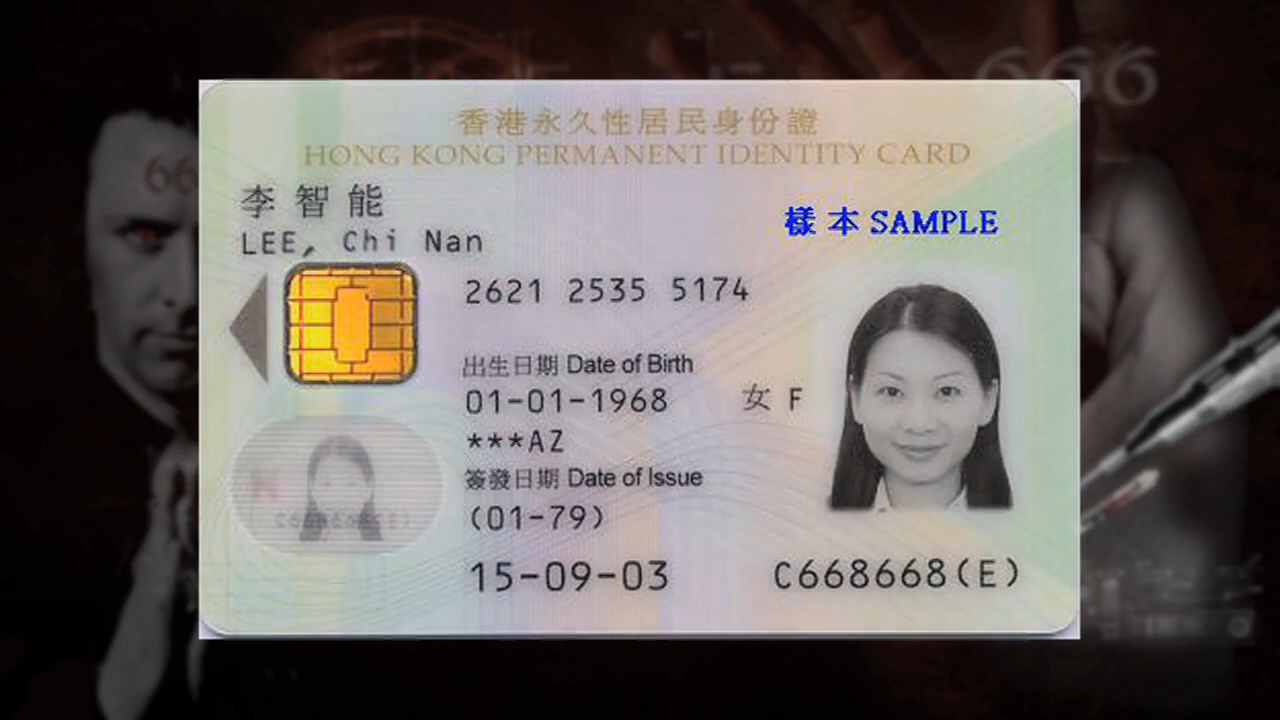 666
香港永久性居民身份證
HONG KONG PERMANENT IDENTITY CARD
66
李智能
樣本 SAMPLE
LEE, Chi Nan
2621 2535 5174
出生日期 Date of Birth
01-01-1968
女 F
***AZ
簽發日期 Date of Issue
(01-79)
15-09-03
C668668(E)